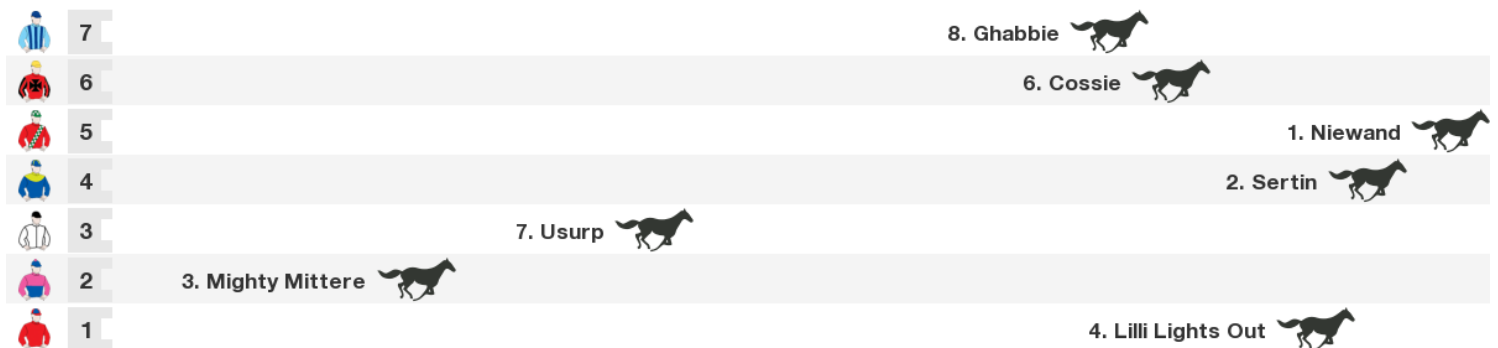 7 8. Ghabbie
6 6. Cossie
5 1. Niewand
4 2. Sertin
3 7. Usurp
2 3. Mighty Mittere
1 4. Lilli Lights Out